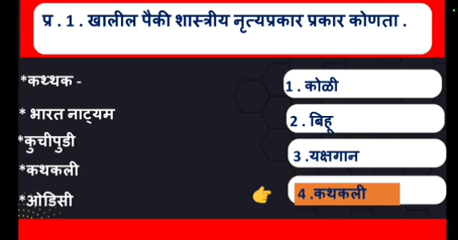 प्र . 1 . खालील पैकी शास्त्रीय नृत्यप्रकार प्रकार कोणता .
*कथ्थक -
* भारत नाट्यम
*कुचीपुडी
*कथकली
*ओडिसी
1 . कोळी
2 . बिहू
3 .यक्षगान
4 .कथकली